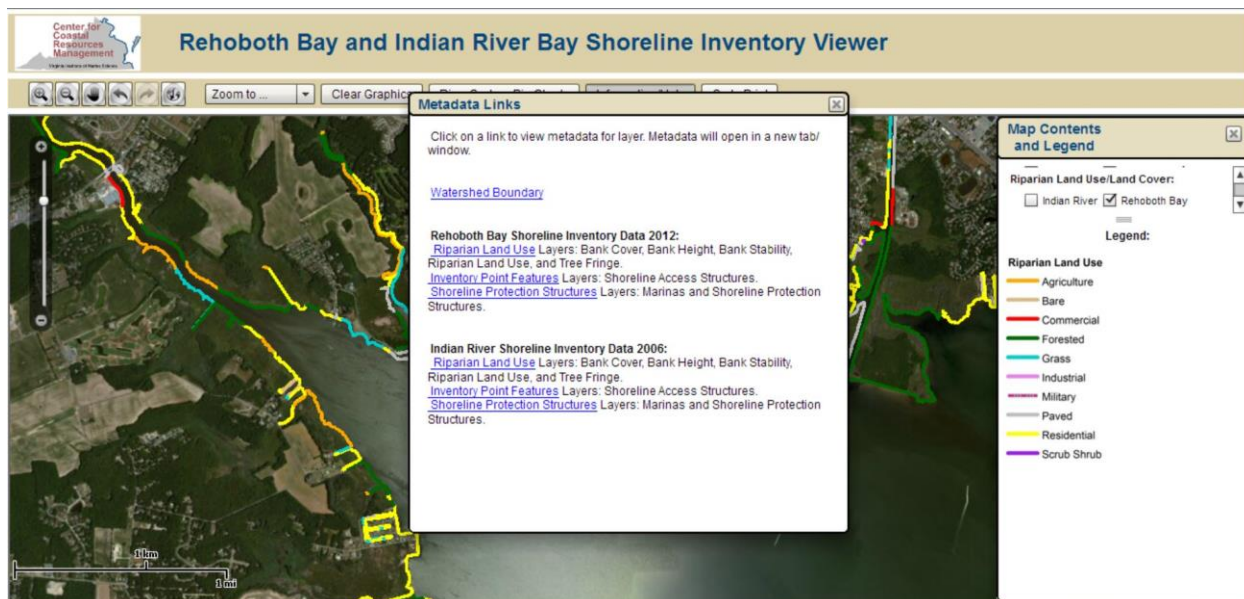 Center for
Coastal
Resources
Management
Rehoboth Bay and Indian River Bay Shoreline Inventory Viewer
Zoom to ...
Clear Graphics
Metadata Links
Click on a link to view metadata for layer. Metadata will open in a new tab/
window.
Watershed Boundary
Rehoboth Bay Shoreline Inventory Data 2012:
Riparian Land Use Layers: Bank Cover, Bank Height, Bank Stability,
Riparian Land Use, and Tree Fringe.
Inventory Point Features Layers: Shoreline Access Structures.
Shoreline Protection Structures Layers: Marinas and Shoreline Protection
Structures.
Indian River Shoreline Inventory Data 2006:
Riparian Land Use Layers: Bank Cover, Bank Height, Bank Stability,
Riparian Land Use, and Tree Fringe.
Inventory Point Features Layers: Shoreline Access Structures.
Shoreline Protection Structures Layers: Marinas and Shoreline Protection
Structures.
Map Contents
and Legend
Riparian Land Use/Land Cover:
Indian River Rehoboth Bay
Legend:
Riparian Land Use
Agriculture
Bare
Commercial
Forested
Grass
Industrial
Military
Paved
Residential
Scrub Shrub
1 km
1 mi